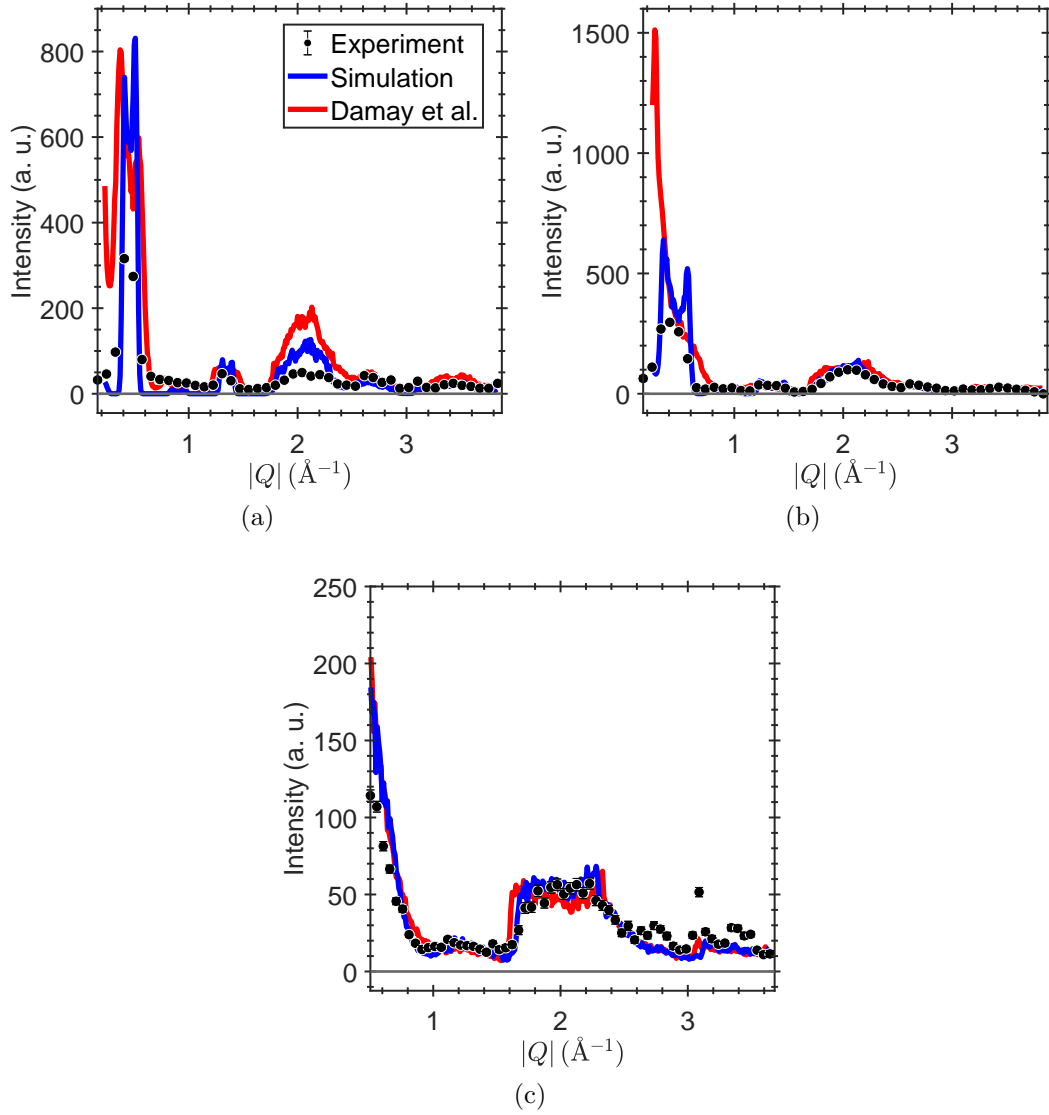 800
600
400
200
0
Intensity (a. u.)
1
2
3
|Q| (Å⁻¹)
Experiment
Simulation
Damay et al.
(a)
1500
1000
500
0
Intensity (a. u.)
1
2
3
|Q| (Å⁻¹)
(b)
250
200
150
100
50
0
Intensity (a. u.)
1
2
3
|Q| (Å⁻¹)
(c)